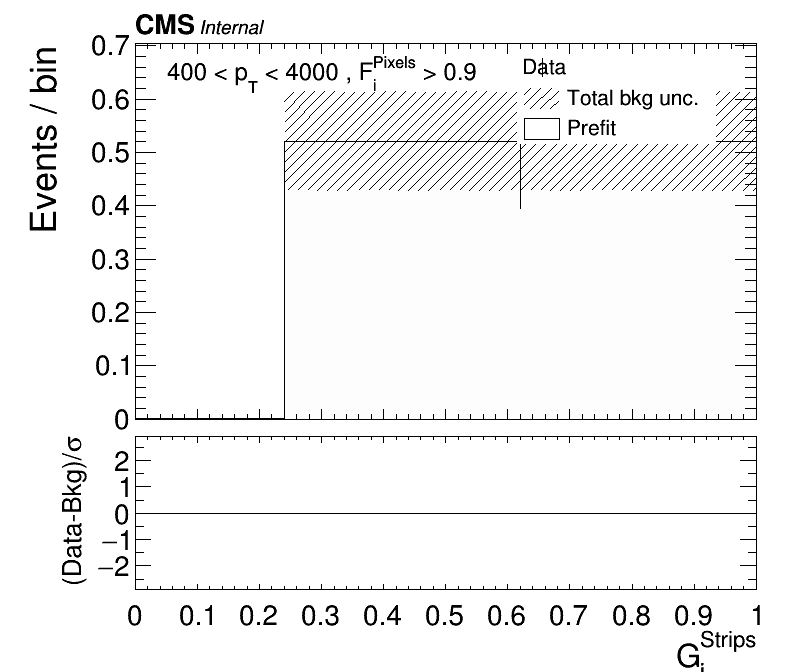 CMS Internal
Events / bin
400 < pT < 4000 , Fi^Pixels > 0.9
Data
Total bkg unc.
Prefit
0.7
0.6
0.5
0.4
0.3
0.2
0.1
0
(Data-Bkg)/σ
2
1
0
−1
−2
0 0.1 0.2 0.3 0.4 0.5 0.6 0.7 0.8 0.9 1
Gi^Strips